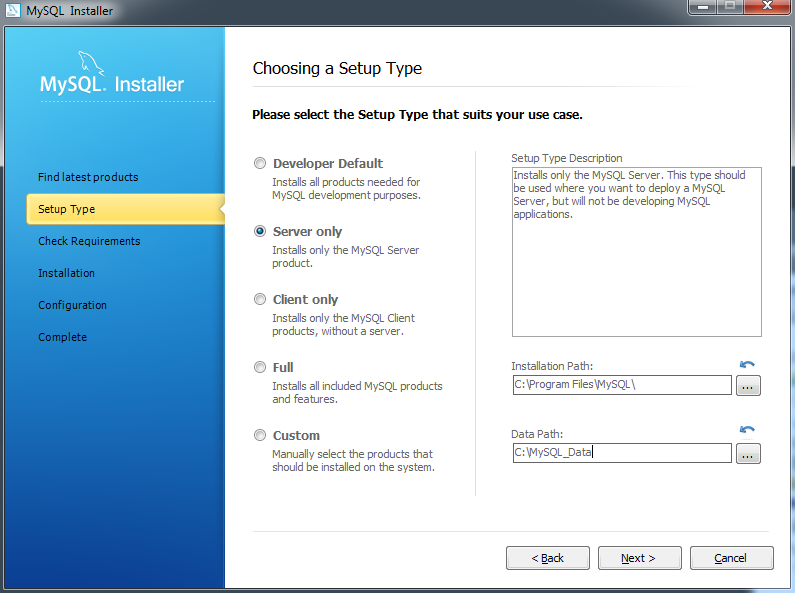 MySQL Installer
MySQL. Installer
Find latest products
Setup Type
Check Requirements
Installation
Configuration
Complete
Choosing a Setup Type
Please select the Setup Type that suits your use case.
Developer Default
Installs all products needed for
MySQL development purposes.
Server only
Installs only the MySQL Server
product.
Client only
Installs only the MySQL Client
products, without a server.
Full
Installs all included MySQL products
and features.
Custom
Manually select the products that
should be installed on the system.
Setup Type Description
Installs only the MySQL Server. This type should
be used where you want to deploy a MySQL
Server, but will not be developing MySQL
applications.
Installation Path:
C:\Program Files\MySQL\
...
Data Path:
C:\MySQL_Data
...
< Back
Next >
Cancel